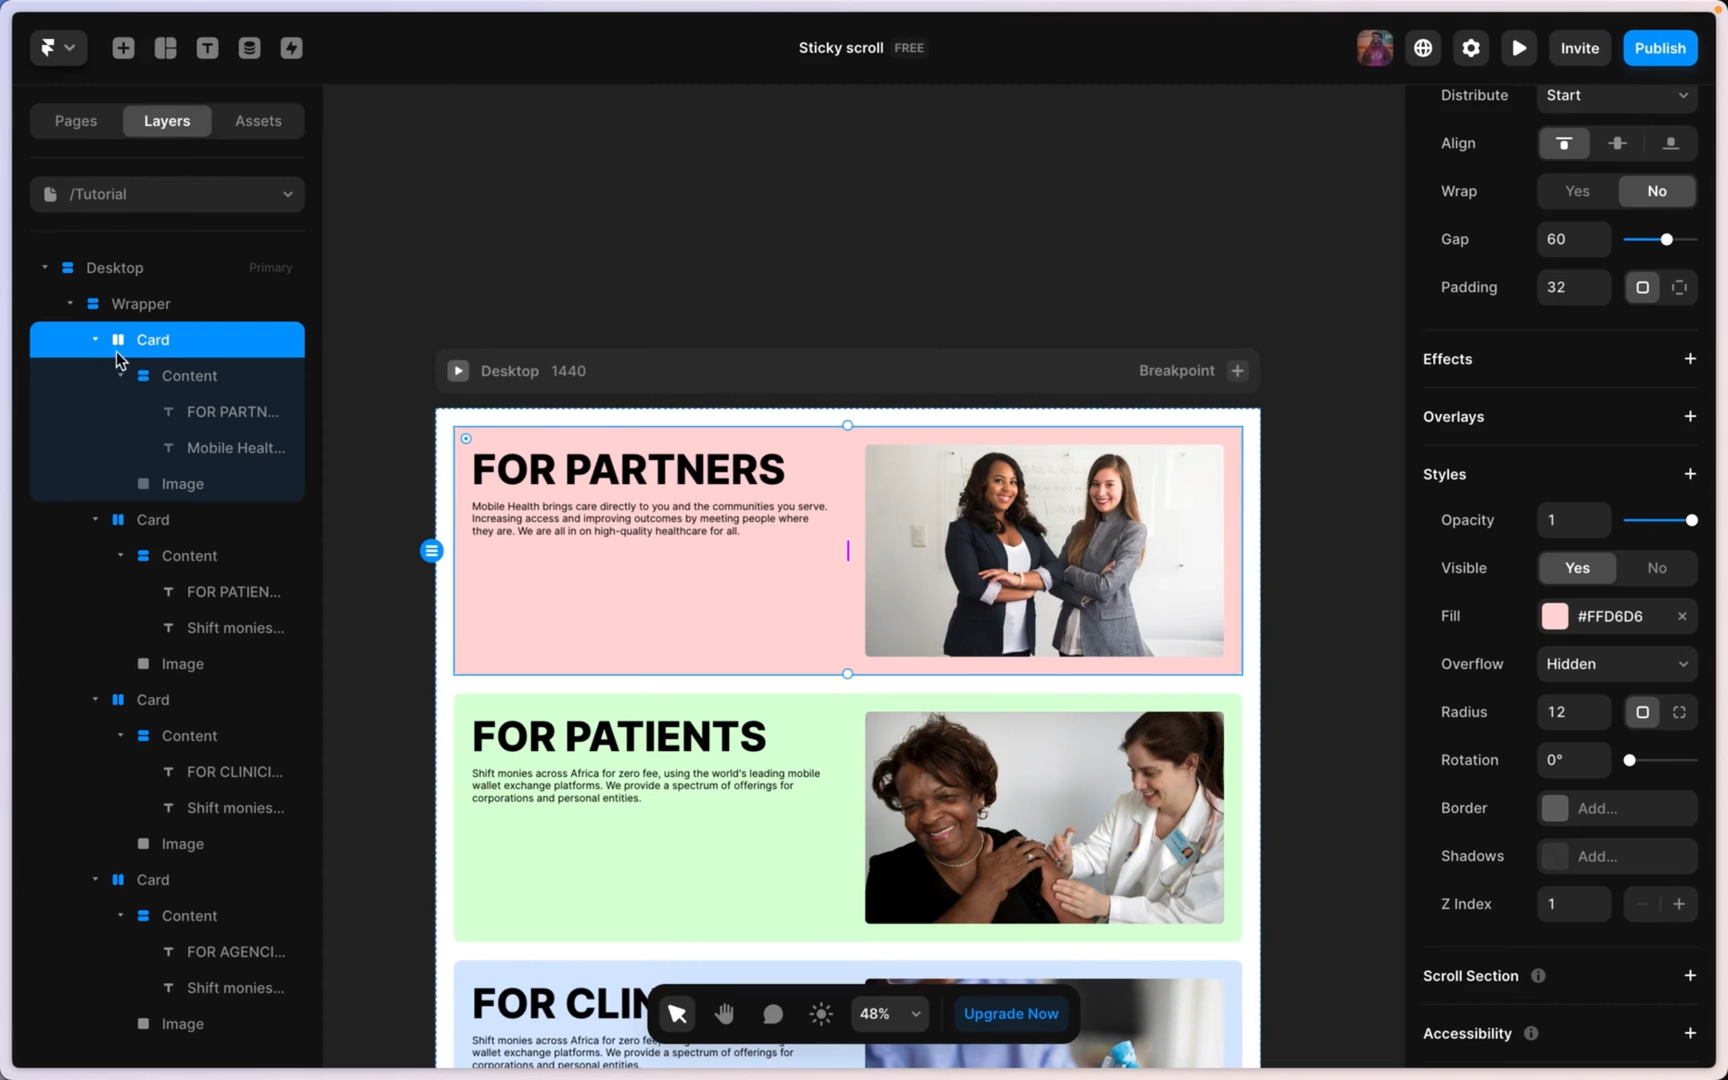 Sticky scroll FREE
Invite
Publish
Pages
Layers
Assets
/Tutorial
Desktop Primary
Wrapper
Card
Content
FOR PARTN...
Mobile Healt...
Image
Card
Content
FOR PATIEN...
Shift monies...
Image
Card
Content
FOR CLINICI...
Shift monies...
Image
Card
Content
FOR AGENCI...
Shift monies...
Image
Desktop 1440
Breakpoint
FOR PARTNERS
Mobile Health brings care directly to you and the communities you serve.
Increasing access and improving outcomes by meeting people where
they are. We are all in on high-quality healthcare for all.
FOR PATIENTS
Shift monies across Africa for zero fee, using the world's leading mobile
wallet exchange platforms. We provide a spectrum of offerings for
corporations and personal entities.
FOR CLIN
Shift monies across Africa for zero fee,
wallet exchange platforms. We provide a spectrum of offerings for
corporations and personal entities.
48%
Upgrade Now
Distribute Start
Align
Wrap Yes No
Gap 60
Padding 32
Effects
Overlays
Styles
Opacity 1
Visible Yes No
Fill #FFD6D6
Overflow Hidden
Radius 12
Rotation 0°
Border Add...
Shadows Add...
Z Index 1
Scroll Section
Accessibility